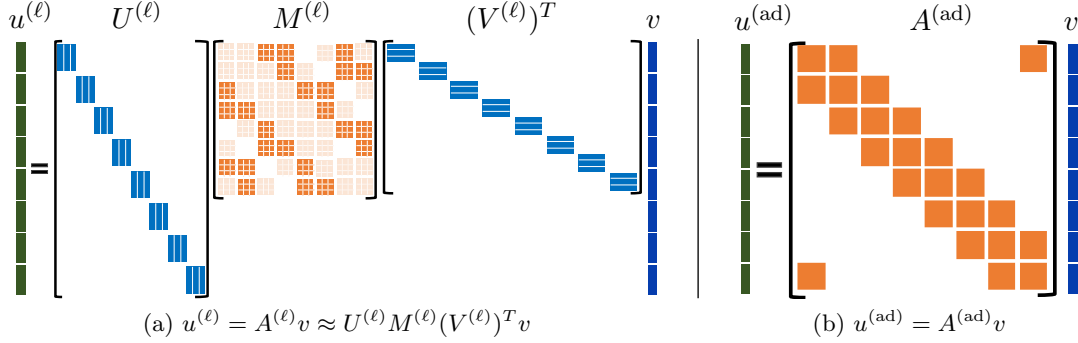 u^(ℓ) U^(ℓ) M^(ℓ) (V^(ℓ))^T v
=
u^(ad) A^(ad) v
=
(a) u^(ℓ) = A^(ℓ)v ≈ U^(ℓ)M^(ℓ)(V^(ℓ))^T v
(b) u^(ad) = A^(ad)v